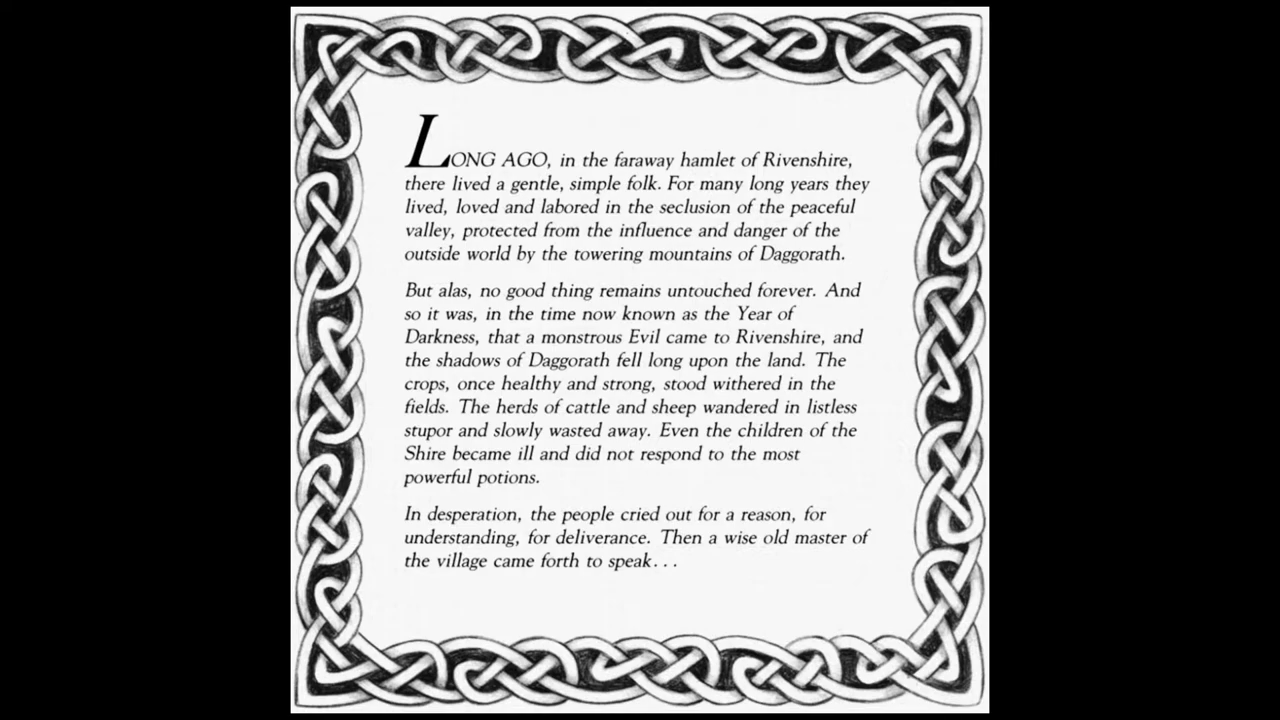 LONG AGO, in the faraway hamlet of Rivenshire,
there lived a gentle, simple folk. For many long years they
lived, loved and labored in the seclusion of the peaceful
valley, protected from the influence and danger of the
outside world by the towering mountains of Daggorath.
But alas, no good thing remains untouched forever. And
so it was, in the time now known as the Year of
Darkness, that a monstrous Evil came to Rivenshire, and
the shadows of Daggorath fell long upon the land. The
crops, once healthy and strong, stood withered in the
fields. The herds of cattle and sheep wandered in listless
stupor and slowly wasted away. Even the children of the
Shire became ill and did not respond to the most
powerful potions.
In desperation, the people cried out for a reason, for
understanding, for deliverance. Then a wise old master of
the village came forth to speak...